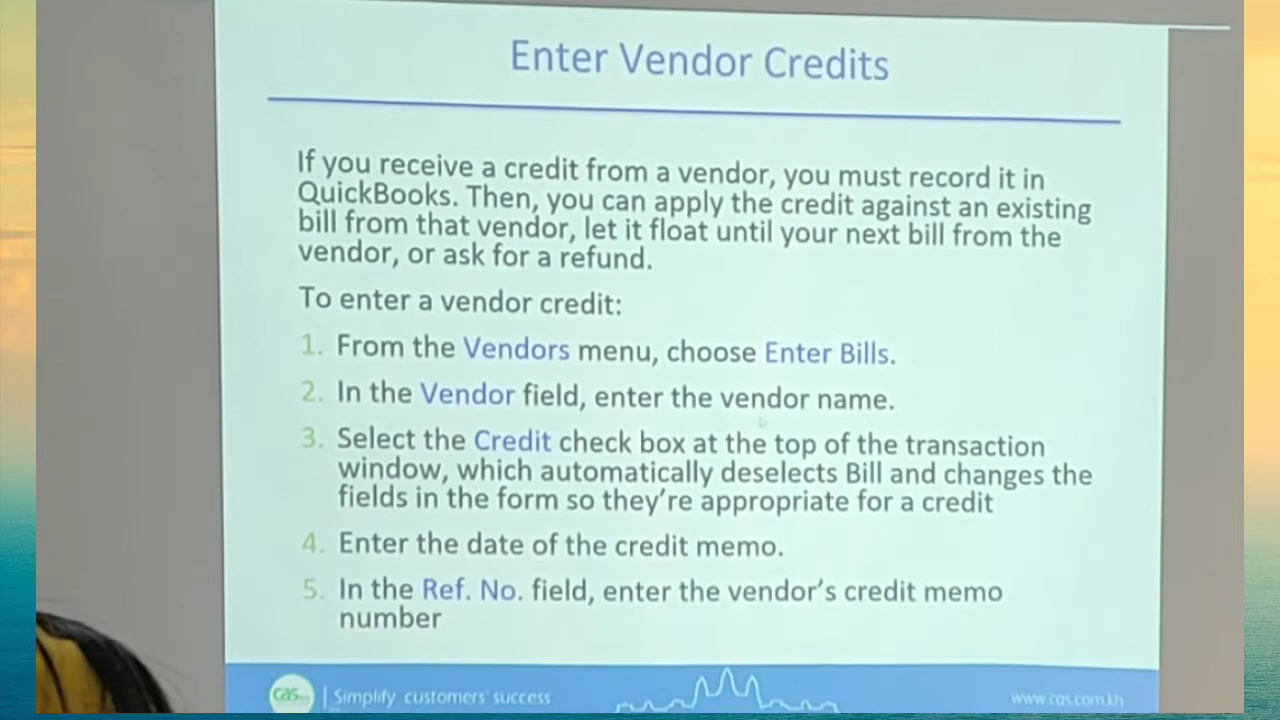 Enter Vendor Credits
If you receive a credit from a vendor, you must record it in
QuickBooks. Then, you can apply the credit against an existing
bill from that vendor, let it float until your next bill from the
vendor, or ask for a refund.
To enter a vendor credit:
1. From the Vendors menu, choose Enter Bills.
2. In the Vendor field, enter the vendor name.
3. Select the Credit check box at the top of the transaction
window, which automatically deselects Bill and changes the
fields in the form so they're appropriate for a credit
4. Enter the date of the credit memo.
5. In the Ref. No. field, enter the vendor's credit memo
number
cas
Simplify customers' success
www.cas.com.kh